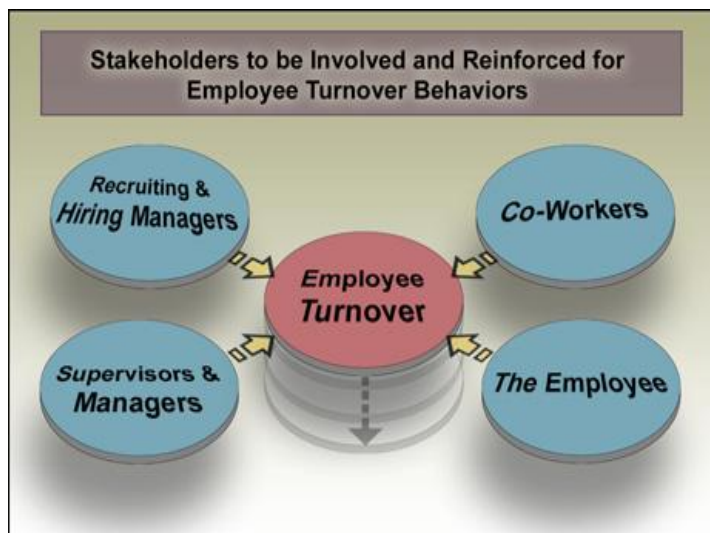 Stakeholders to be Involved and Reinforced for
Employee Turnover Behaviors
Recruiting &
Hiring Managers
Co-Workers
Employee
Turnover
Supervisors &
Managers
The Employee